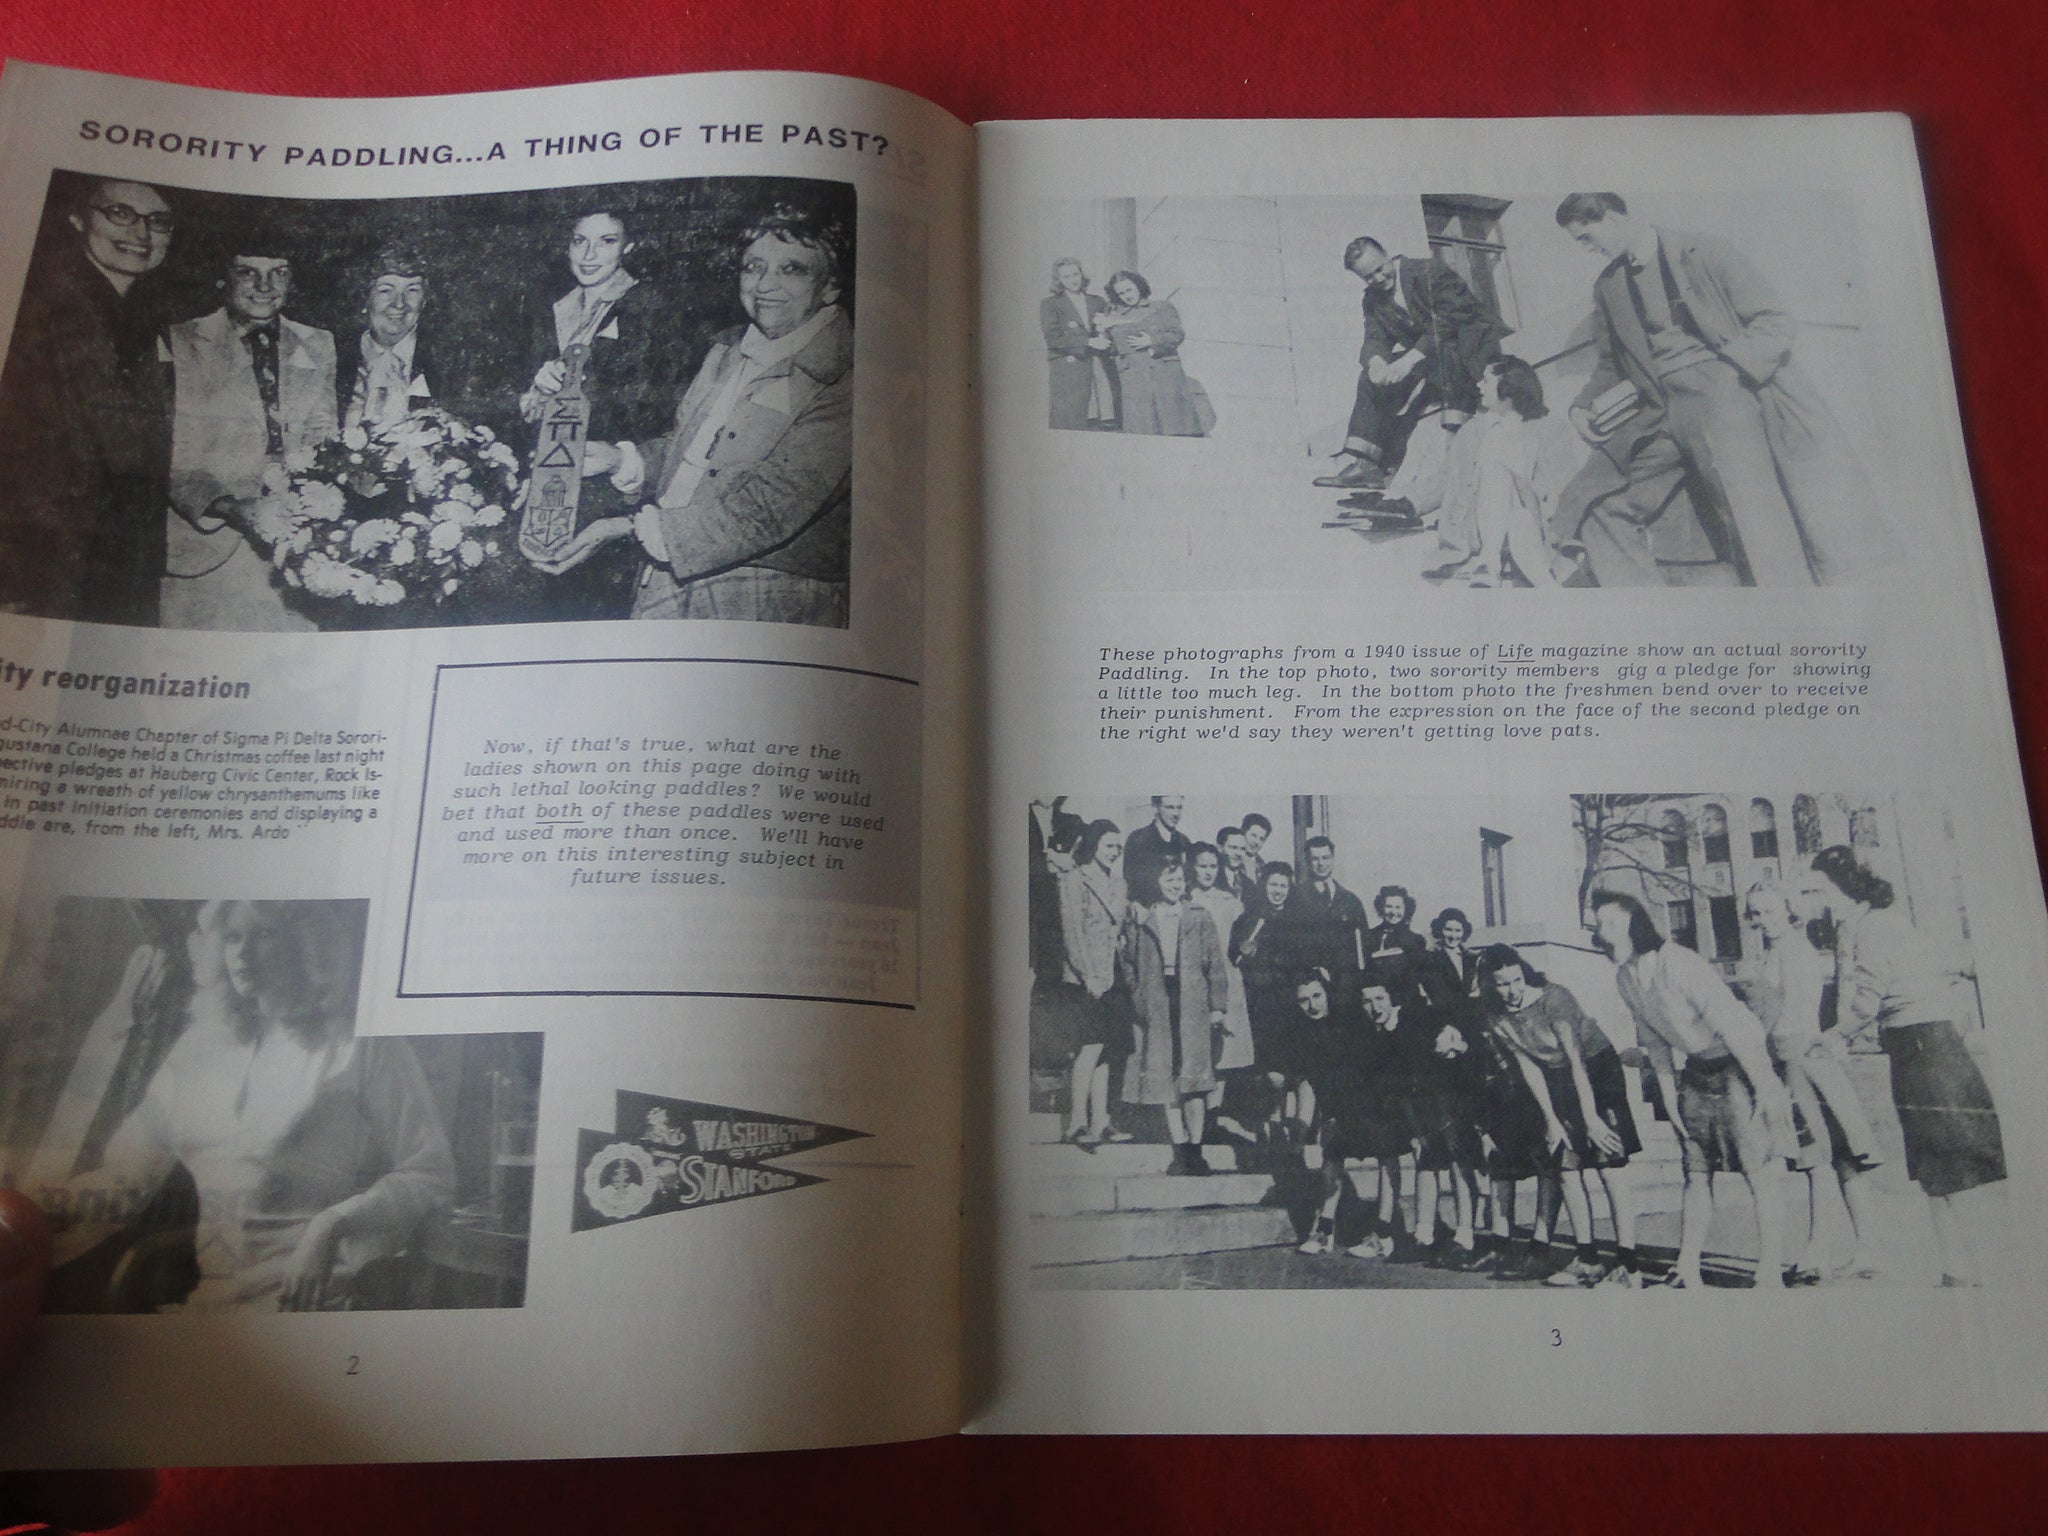 SORORITY PADDLING...A THING OF THE PAST?
ΣΠΔ
ity reorganization
d-City Alumnae Chapter of Sigma Pi Delta Sorori-
gustana College held a Christmas coffee last night
ective pledges at Hauberg Civic Center, Rock Is-
miring a wreath of yellow chrysanthemums like
in past initiation ceremonies and displaying a
ddle are, from the left, Mrs. Ardo
Now, if that's true, what are the
ladies shown on this page doing with
such lethal looking paddles? We would
bet that both of these paddles were used
and used more than once. We'll have
more on this interesting subject in
future issues.
WASHINGTON
STATE
STANFORD
2
These photographs from a 1940 issue of Life magazine show an actual sorority
Paddling. In the top photo, two sorority members gig a pledge for showing
a little too much leg. In the bottom photo the freshmen bend over to receive
their punishment. From the expression on the face of the second pledge on
the right we'd say they weren't getting love pats.
3